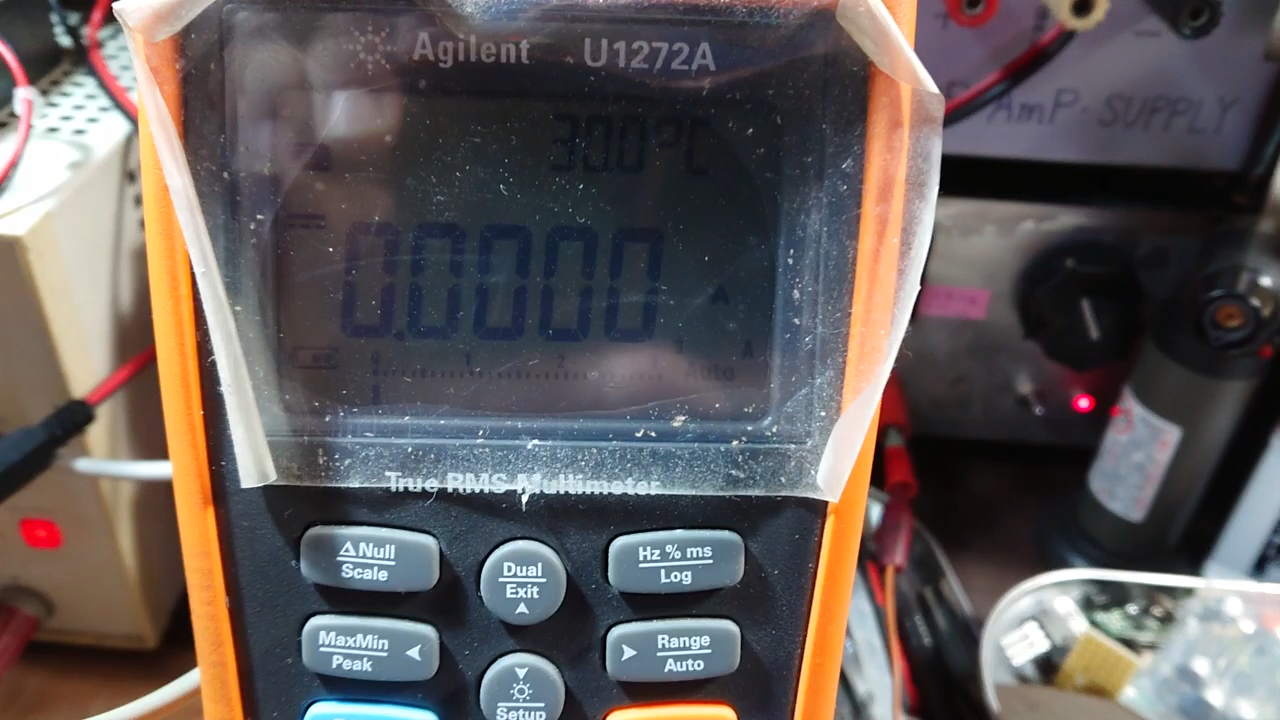 Agilent U1272A
30.0°C
0.0000 A
0 1 2 3 A
Auto
True RMS Multimeter
ΔNull
Scale
Dual
Exit
Hz % ms
Log
MaxMin
Peak
Range
Auto
Setup
AMP SUPPLY